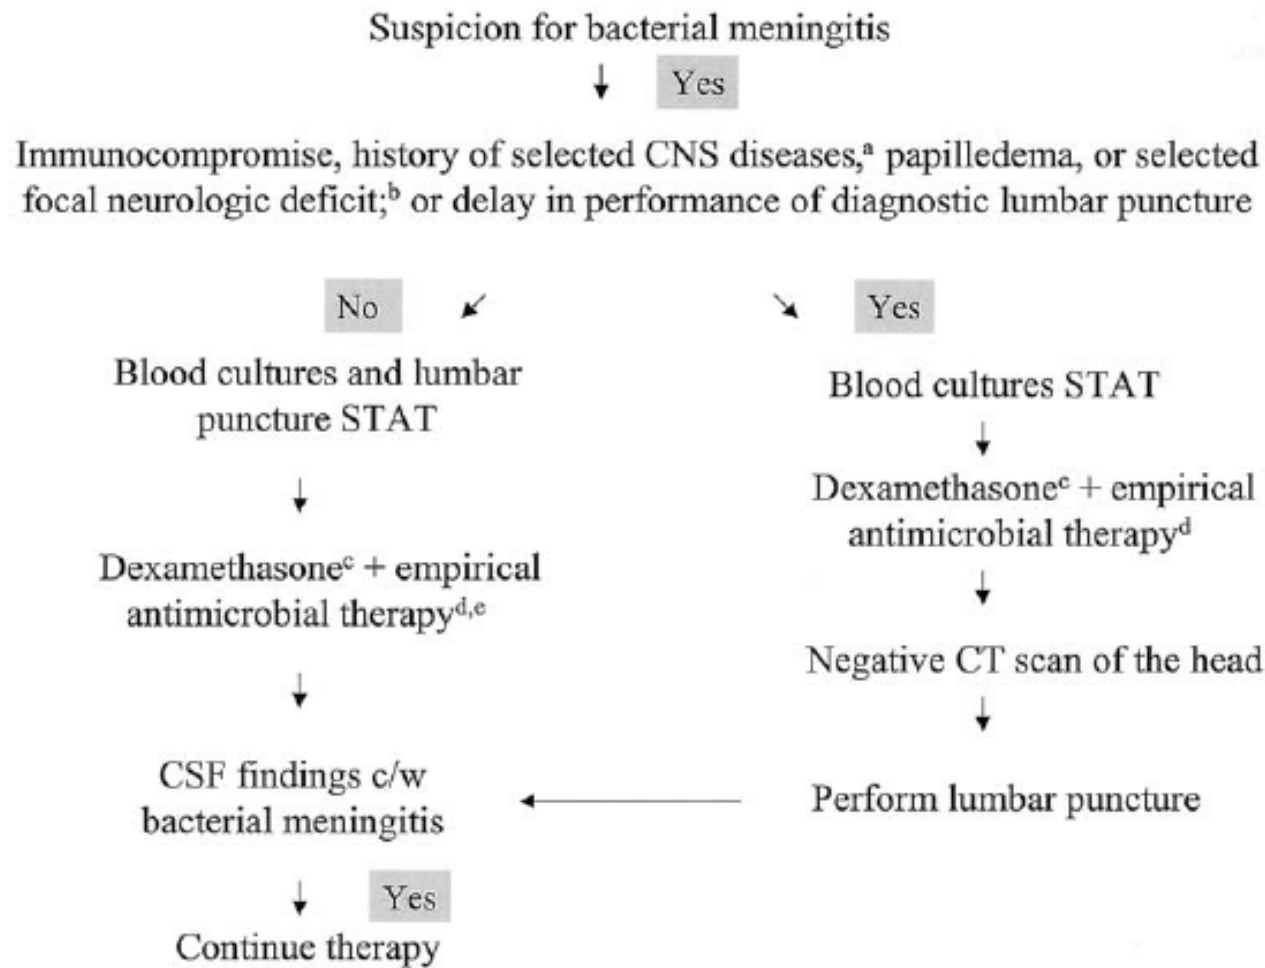 Suspicion for bacterial meningitis
Yes
Immunocompromise, history of selected CNS diseases,ᵃ papilledema, or selected
focal neurologic deficit;ᵇ or delay in performance of diagnostic lumbar puncture
No
Yes
Blood cultures and lumbar
puncture STAT
Blood cultures STAT
Dexamethasoneᶜ + empirical
antimicrobial therapyᵈ
Dexamethasoneᶜ + empirical
antimicrobial therapyᵈ,ᵉ
Negative CT scan of the head
CSF findings c/w
bacterial meningitis
Perform lumbar puncture
Yes
Continue therapy